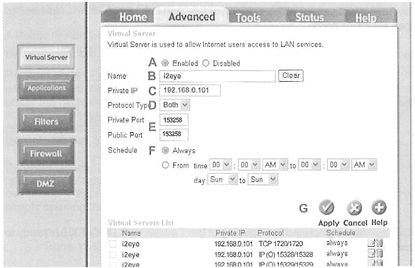 Home Advanced Tools Status Help
Virtual Server
Virtual Server is used to allow Internet users access to LAN services.
Virtual Server
Applications
Filters
Firewall
DMZ
A Enabled Disabled
Name B i2eye Clear
Private IP C 192.168.0.101
Protocol Type D Both
Private Port 153258
E
Public Port 153258
Schedule F Always
From time 00 : 00 AM to 00 : 00 AM
day Sun to Sun
G
Apply Cancel Help
Virtual Servers List
Name Private IP Protocol Schedule
i2eye 192.168.0.101 TCP 1720/1720 always
i2eye 192.168.0.101 IP (0) 15328/15328 always
i2eye 192.168.0.101 IP (0) 15329/15329 always